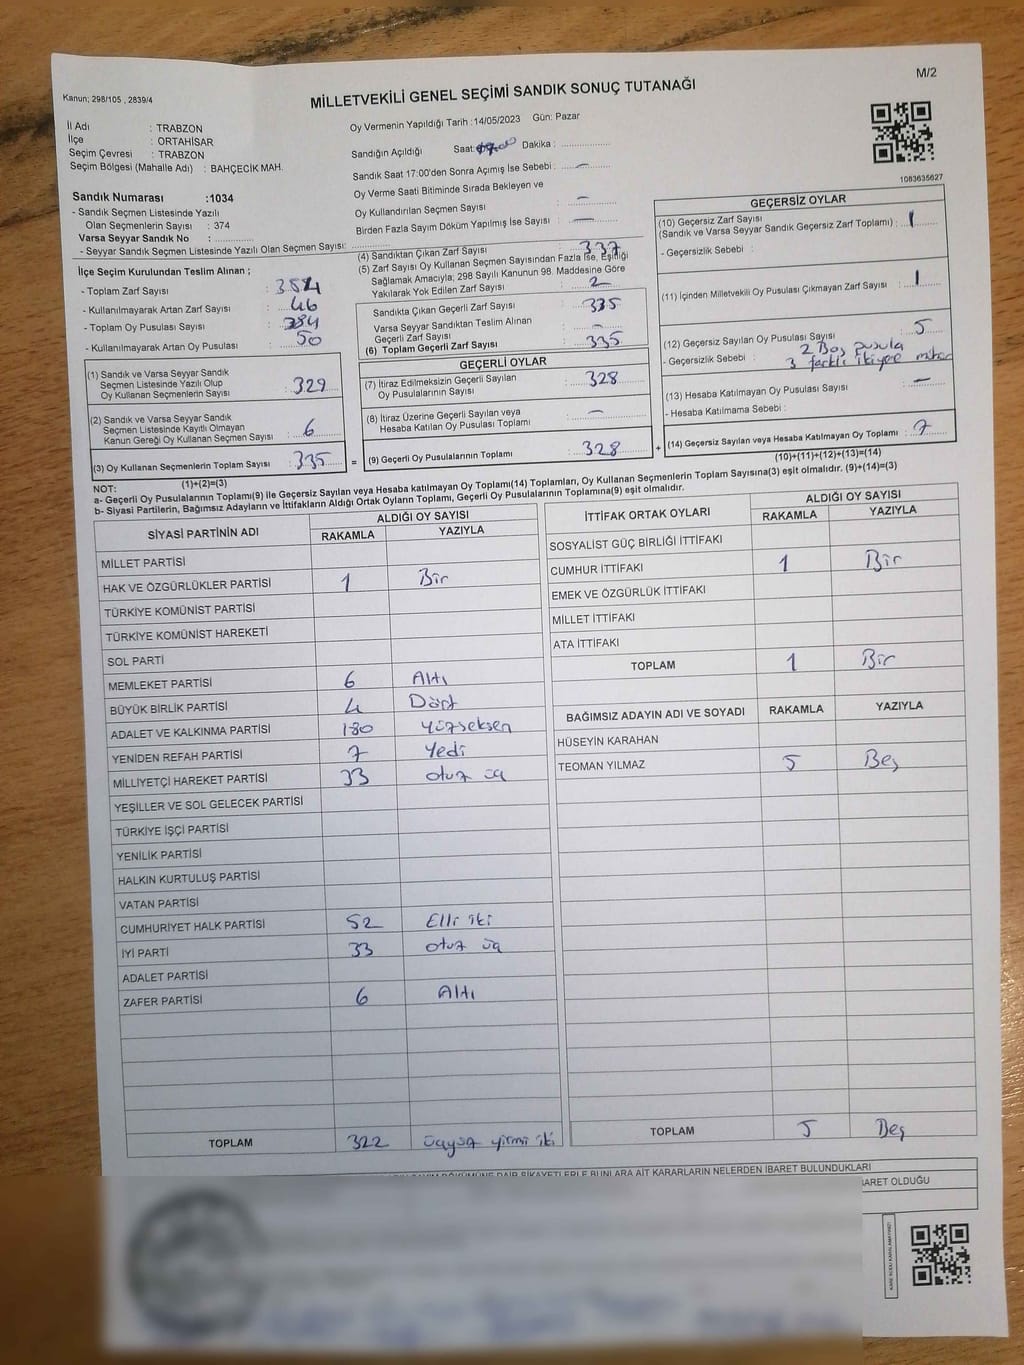 M/2
Kanun; 298/105 , 2839/4
MİLLETVEKİLİ GENEL SEÇİMİ SANDIK SONUÇ TUTANAĞI
İl Adı : TRABZON
İlçe : ORTAHİSAR
Seçim Çevresi : TRABZON
Seçim Bölgesi (Mahalle Adı) : BAHÇECİK MAH.
Sandık Numarası :1034
- Sandık Seçmen Listesinde Yazılı
Olan Seçmenlerin Sayısı : 374
Varsa Seyyar Sandık No :
- Seyyar Sandık Seçmen Listesinde Yazılı Olan Seçmen Sayısı:
Oy Vermenin Yapıldığı Tarih :14/05/2023 Gün: Pazar
Sandığın Açıldığı Saat: Dakika :
Sandık Saat 17:00'den Sonra Açımış İse Sebebi : —
Oy Verme Saati Bitiminde Sırada Bekleyen ve
Oy Kullandırılan Seçmen Sayısı —
Birden Fazla Sayım Döküm Yapılmış İse Sayısı : —
1083635627
İlçe Seçim Kurulundan Teslim Alınan ;
- Toplam Zarf Sayısı : 384
- Kullanılmayarak Artan Zarf Sayısı : 46
- Toplam Oy Pusulası Sayısı : 384
- Kullanılmayarak Artan Oy Pusulası : 50
(1) Sandık ve Varsa Seyyar Sandık
Seçmen Listesinde Yazılı Olup
Oy Kullanan Seçmenlerin Sayısı : 329
(2) Sandık ve Varsa Seyyar Sandık
Seçmen Listesinde Kayıtlı Olmayan
Kanun Gereği Oy Kullanan Seçmen Sayısı : 6
(3) Oy Kullanan Seçmenlerin Toplam Sayısı : 335
(1)+(2)=(3)
(4) Sandıktan Çıkan Zarf Sayısı : 337
(5) Zarf Sayısı Oy Kullanan Seçmen Sayısından Fazla İse, Eşitliği
Sağlamak Amacıyla; 298 Sayılı Kanunun 98. Maddesine Göre
Yakılarak Yok Edilen Zarf Sayısı : 2
Sandıkta Çıkan Geçerli Zarf Sayısı : 335
Varsa Seyyar Sandıktan Teslim Alınan
Geçerli Zarf Sayısı : —
(6) Toplam Geçerli Zarf Sayısı : 335
GEÇERLİ OYLAR
(7) İtiraz Edilmeksizin Geçerli Sayılan
Oy Pusulalarının Sayısı : 328
(8) İtiraz Üzerine Geçerli Sayılan veya
Hesaba Katılan Oy Pusulası Toplamı : —
= (9) Geçerli Oy Pusulalarının Toplamı : 328 +
GEÇERSİZ OYLAR
(10) Geçersiz Zarf Sayısı
(Sandık ve Varsa Seyyar Sandık Geçersiz Zarf Toplamı) : 1
- Geçersizlik Sebebi :
(11) İçinden Milletvekili Oy Pusulası Çıkmayan Zarf Sayısı : 1
(12) Geçersiz Sayılan Oy Pusulası Sayısı : 5
- Geçersizlik Sebebi : 2 Boş pusula
3 farklı ikiyee
(13) Hesaba Katılmayan Oy Pusulası Sayısı : —
- Hesaba Katılmama Sebebi :
(14) Geçersiz Sayılan veya Hesaba Katılmayan Oy Toplamı : 7
(10)+(11)+(12)+(13)=(14)
NOT:
a- Geçerli Oy Pusulalarının Toplamı(9) ile Geçersiz Sayılan veya Hesaba katılmayan Oy Toplamı(14) Toplamları, Oy Kullanan Seçmenlerin Toplam Sayısına(3) eşit olmalıdır. (9)+(14)=(3)
b- Siyasi Partilerin, Bağımsız Adayların ve İttifakların Aldığı Ortak Oyların Toplamı, Geçerli Oy Pusulalarının Toplamına(9) eşit olmalıdır.
SİYASİ PARTİNİN ADI ALDIĞI OY SAYISI
RAKAMLA YAZIYLA
MİLLET PARTİSİ
HAK VE ÖZGÜRLÜKLER PARTİSİ 1 Bir
TÜRKİYE KOMÜNİST PARTİSİ
TÜRKİYE KOMÜNİST HAREKETİ
SOL PARTİ
MEMLEKET PARTİSİ 6 Altı
BÜYÜK BİRLİK PARTİSİ 4 Dört
ADALET VE KALKINMA PARTİSİ 180 Yüzseksen
YENİDEN REFAH PARTİSİ 7 Yedi
MİLLİYETÇİ HAREKET PARTİSİ 33 otuz üç
YEŞİLLER VE SOL GELECEK PARTİSİ
TÜRKİYE İŞÇİ PARTİSİ
YENİLİK PARTİSİ
HALKIN KURTULUŞ PARTİSİ
VATAN PARTİSİ
CUMHURİYET HALK PARTİSİ 52 Elli iki
İYİ PARTİ 33 otuz üç
ADALET PARTİSİ
ZAFER PARTİSİ 6 Altı
TOPLAM 322 üçyüz yirmi iki
İTTİFAK ORTAK OYLARI ALDIĞI OY SAYISI
RAKAMLA YAZIYLA
SOSYALİST GÜÇ BİRLİĞİ İTTİFAKI
CUMHUR İTTİFAKI 1 Bir
EMEK VE ÖZGÜRLÜK İTTİFAKI
MİLLET İTTİFAKI
ATA İTTİFAKI
TOPLAM 1 Bir
BAĞIMSIZ ADAYIN ADI VE SOYADI RAKAMLA YAZIYLA
HÜSEYİN KARAHAN
TEOMAN YILMAZ 5 Beş
TOPLAM 5 Beş
SAYIM DÖKÜMÜNE DAİR ŞİKAYETLERLE BUNLARA AİT KARARLARIN NELERDEN İBARET BULUNDUKLARI
BARET OLDUĞU